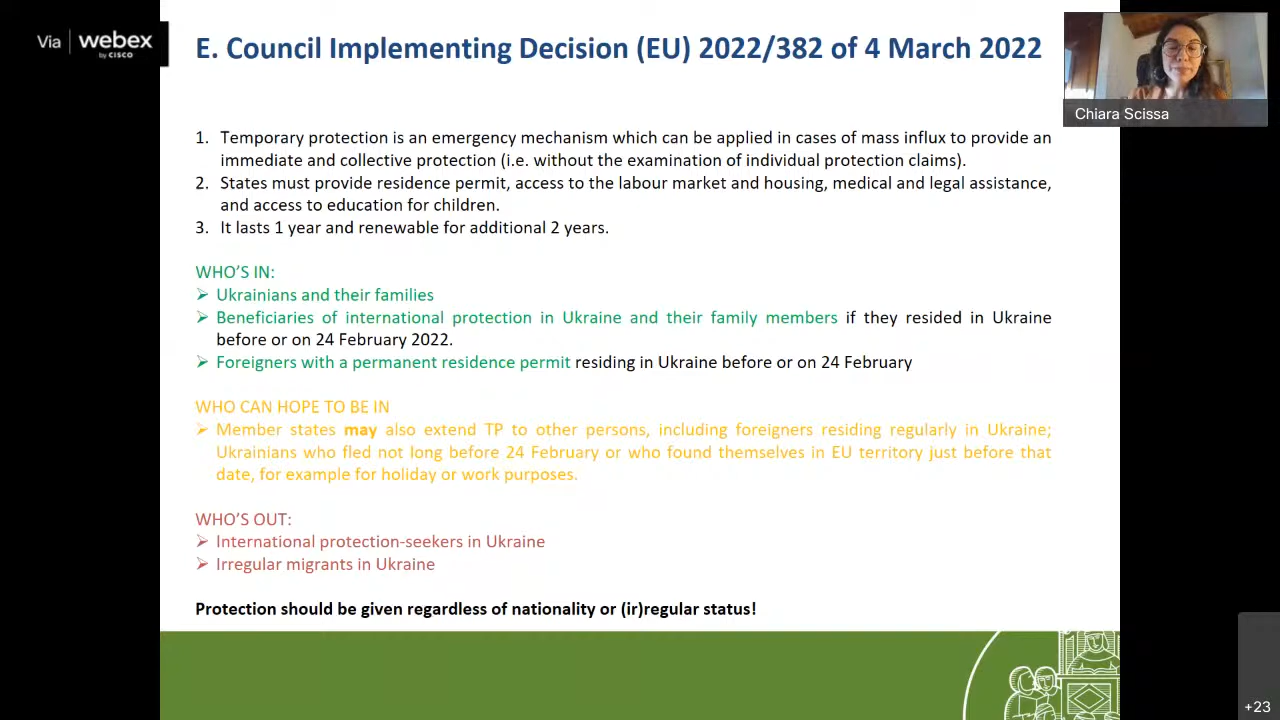 Via | webex
by CISCO
E. Council Implementing Decision (EU) 2022/382 of 4 March 2022
Chiara Scissa
1. Temporary protection is an emergency mechanism which can be applied in cases of mass influx to provide an
immediate and collective protection (i.e. without the examination of individual protection claims).
2. States must provide residence permit, access to the labour market and housing, medical and legal assistance,
and access to education for children.
3. It lasts 1 year and renewable for additional 2 years.
WHO'S IN:
➢ Ukrainians and their families
➢ Beneficiaries of international protection in Ukraine and their family members if they resided in Ukraine
before or on 24 February 2022.
➢ Foreigners with a permanent residence permit residing in Ukraine before or on 24 February
WHO CAN HOPE TO BE IN
➢ Member states may also extend TP to other persons, including foreigners residing regularly in Ukraine;
Ukrainians who fled not long before 24 February or who found themselves in EU territory just before that
date, for example for holiday or work purposes.
WHO'S OUT:
➢ International protection-seekers in Ukraine
➢ Irregular migrants in Ukraine
Protection should be given regardless of nationality or (ir)regular status!
+23